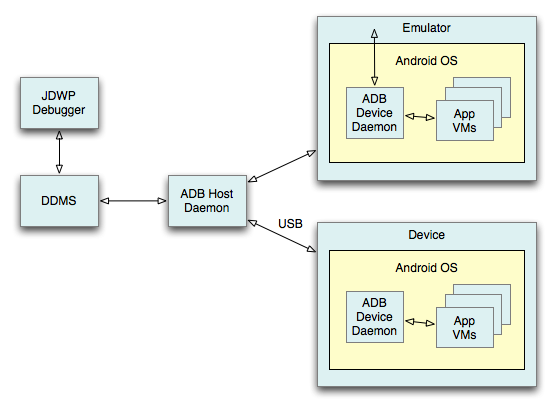 Emulator
Android OS
ADB
Device
Daemon
App
VMs
JDWP
Debugger
DDMS
ADB Host
Daemon
USB
Device
Android OS
ADB
Device
Daemon
App
VMs